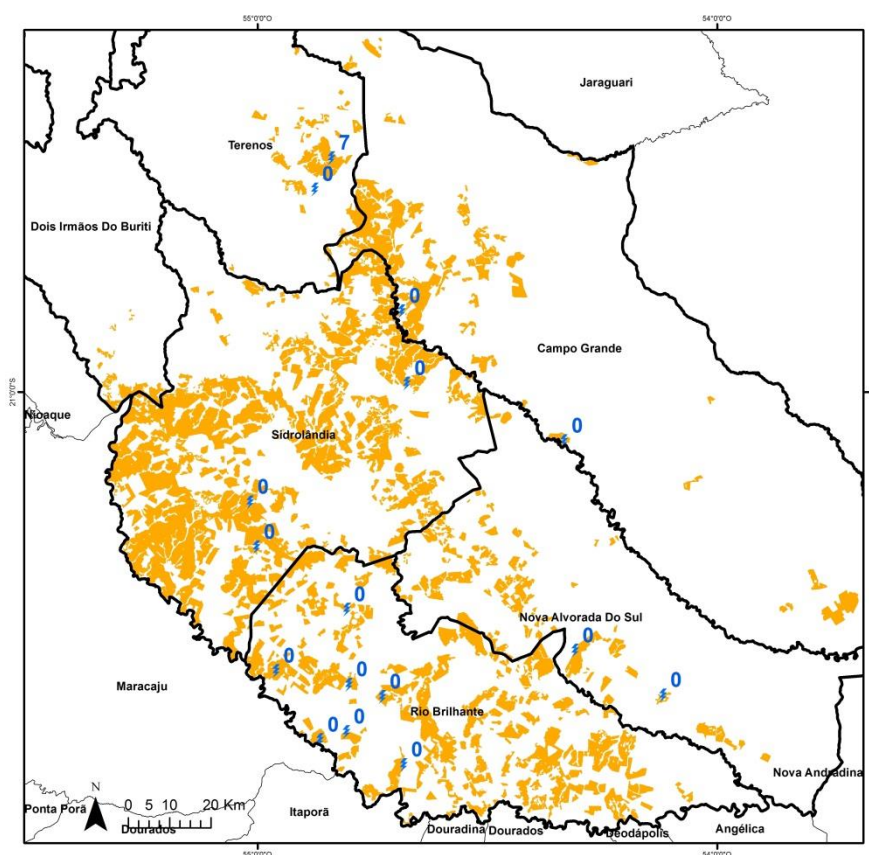 55°0'0"O
54°0'0"O
Jaraguari
7
Terenos
0
Dois Irmãos Do Buriti
0
Campo Grande
0
21°0'0"S
Nioaque
0
Sidrolândia
0
0
0
Nova Alvorada Do Sul
0
0
Maracaju
0
0
0
Rio Brilhante
0
0
0
Nova Andradina
N
0 5 10 20 Km
Ponta Porã
Itaporã
Dourados
Douradina
Dourados
Deodápolis
Angélica
55°0'0"O
54°0'0"O